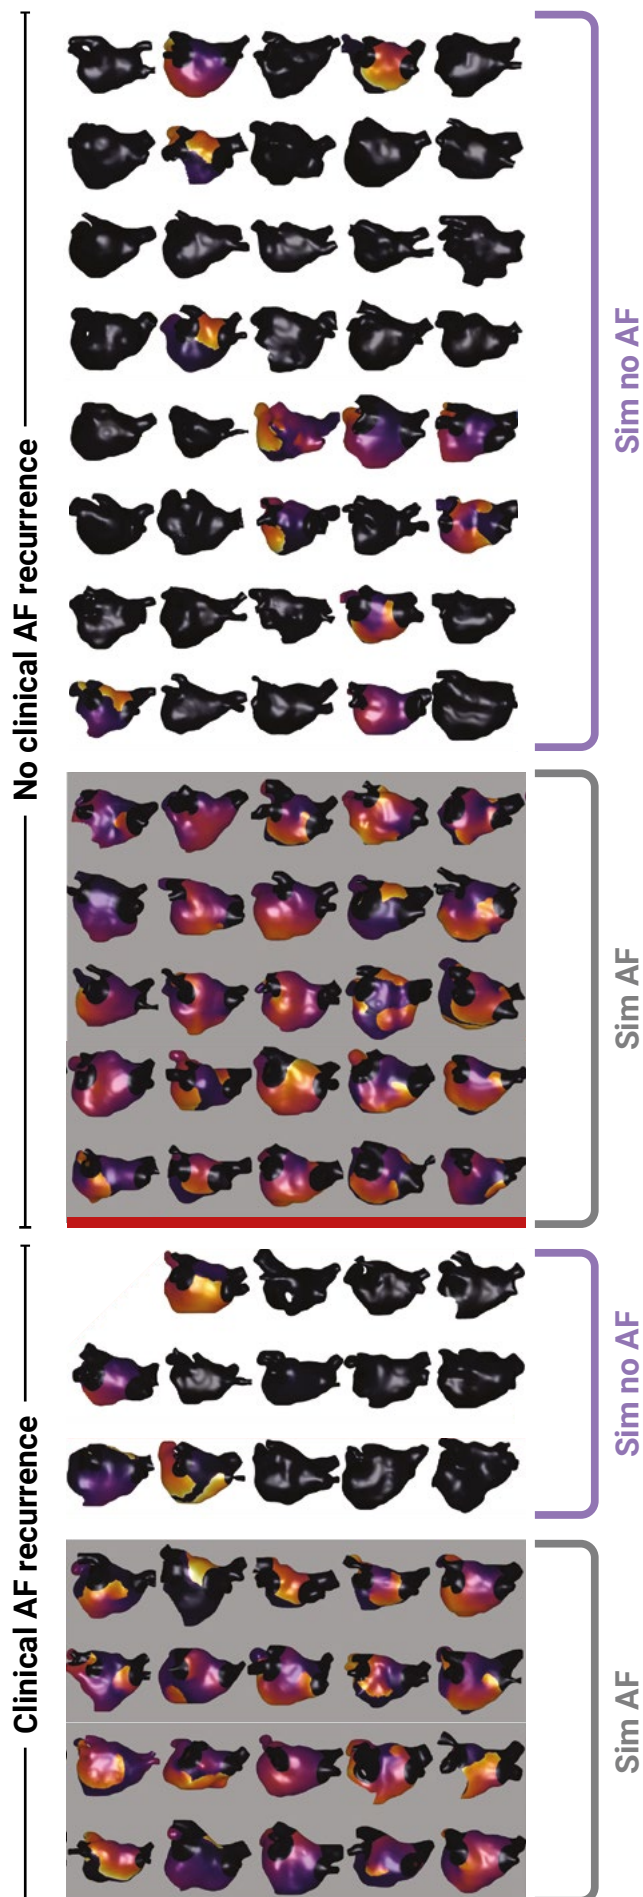 No clinical AF recurrence
Sim no AF
Sim AF
Clinical AF recurrence
Sim no AF
Sim AF